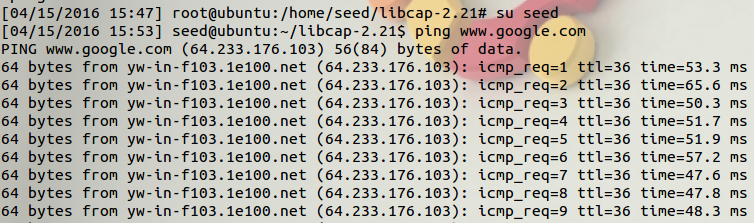 [04/15/2016 15:47] root@ubuntu:/home/seed/libcap-2.21# su seed
[04/15/2016 15:53] seed@ubuntu:~/libcap-2.21$ ping www.google.com
PING www.google.com (64.233.176.103) 56(84) bytes of data.
64 bytes from yw-in-f103.1e100.net (64.233.176.103): icmp_req=1 ttl=36 time=53.3 ms
64 bytes from yw-in-f103.1e100.net (64.233.176.103): icmp_req=2 ttl=36 time=65.6 ms
64 bytes from yw-in-f103.1e100.net (64.233.176.103): icmp_req=3 ttl=36 time=50.3 ms
64 bytes from yw-in-f103.1e100.net (64.233.176.103): icmp_req=4 ttl=36 time=51.7 ms
64 bytes from yw-in-f103.1e100.net (64.233.176.103): icmp_req=5 ttl=36 time=51.9 ms
64 bytes from yw-in-f103.1e100.net (64.233.176.103): icmp_req=6 ttl=36 time=57.2 ms
64 bytes from yw-in-f103.1e100.net (64.233.176.103): icmp_req=7 ttl=36 time=47.6 ms
64 bytes from yw-in-f103.1e100.net (64.233.176.103): icmp_req=8 ttl=36 time=47.8 ms
64 bytes from yw-in-f103.1e100.net (64.233.176.103): icmp_req=9 ttl=36 time=48.3 ms